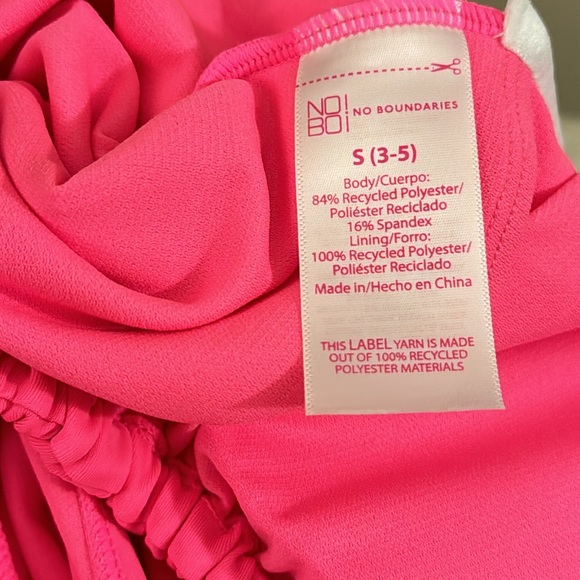 NO
BO! NO BOUNDARIES
S (3-5)
Body/Cuerpo:
84% Recycled Polyester/
Poliéster Reciclado
16% Spandex
Lining/Forro:
100% Recycled Polyester/
Poliéster Reciclado
Made in/Hecho en China
THIS LABEL YARN IS MADE
OUT OF 100% RECYCLED
POLYESTER MATERIALS